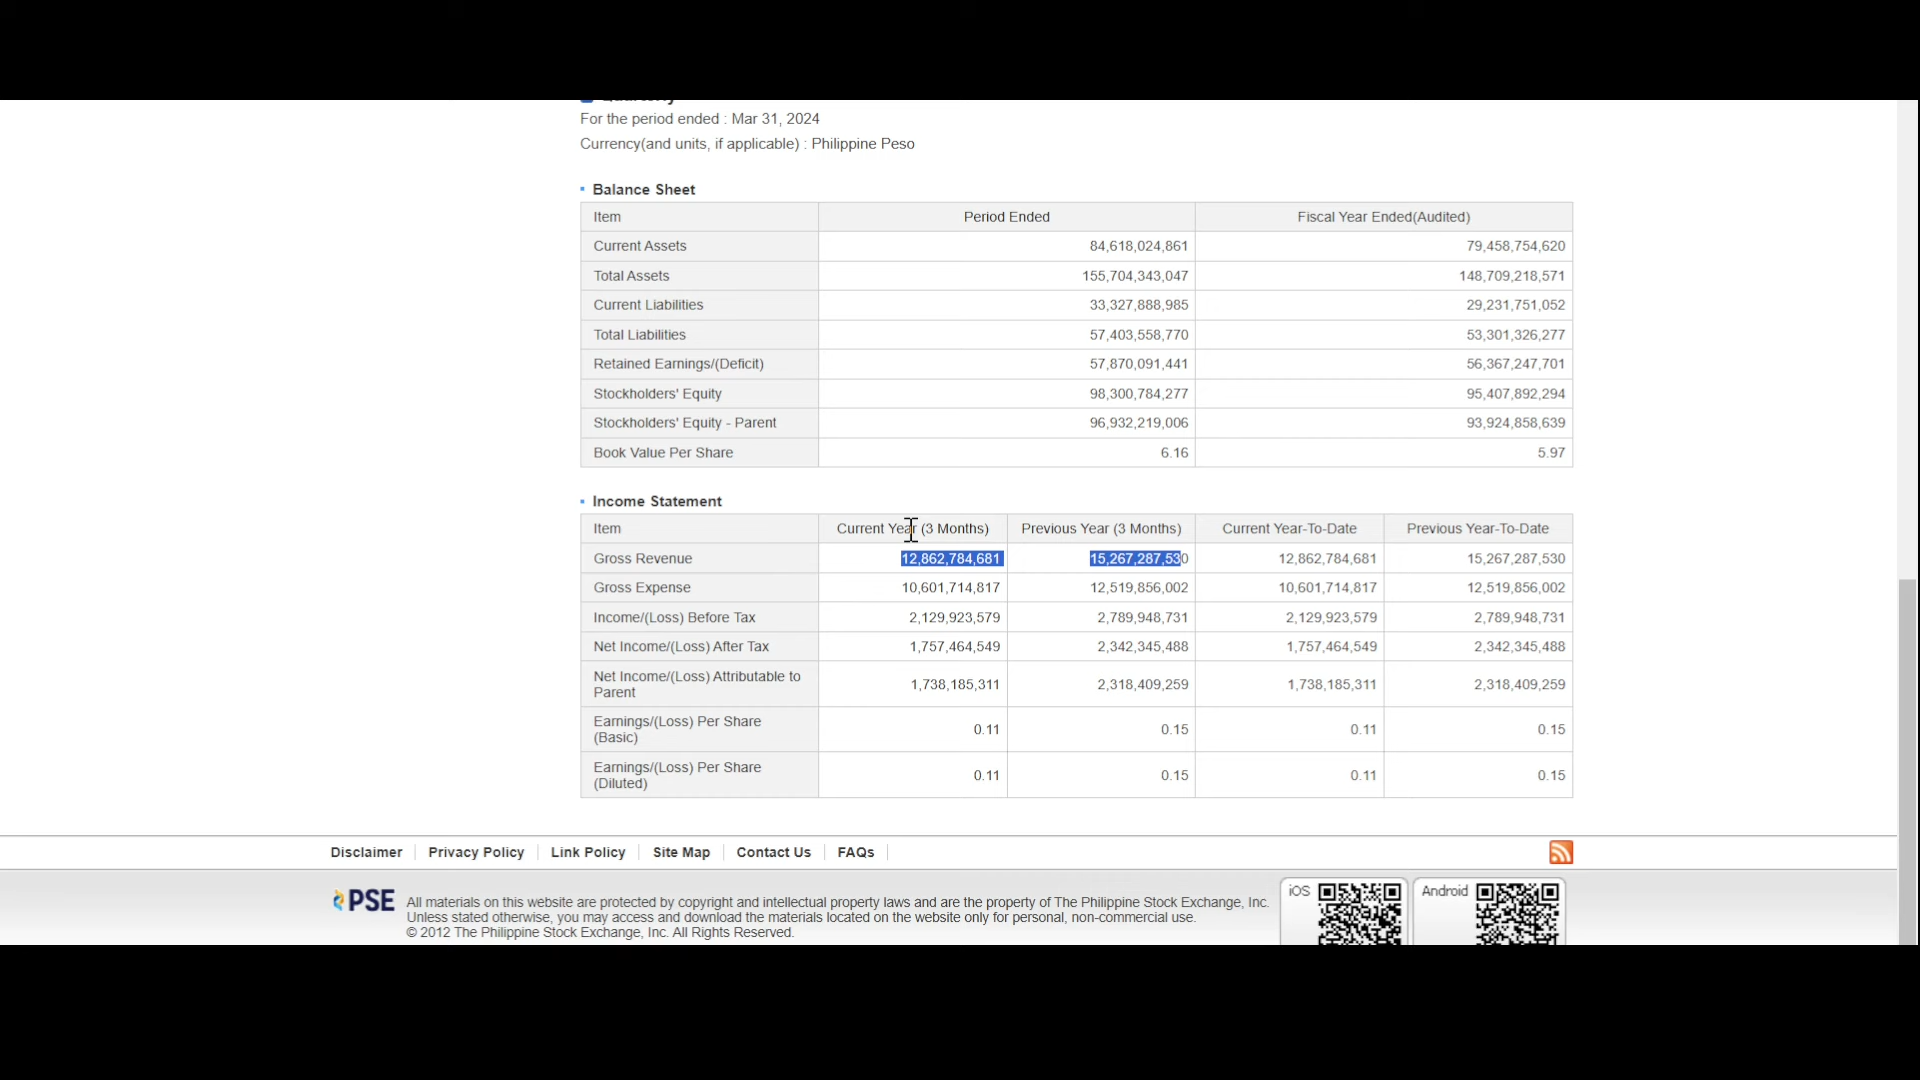 For the period ended : Mar 31, 2024
Currency(and units, if applicable) : Philippine Peso
Balance Sheet
Item Period Ended Fiscal Year Ended(Audited)
Current Assets 84,618,024,861 79,458,754,620
Total Assets 155,704,343,047 148,709,218,571
Current Liabilities 33,327,888,985 29,231,751,052
Total Liabilities 57,403,558,770 53,301,326,277
Retained Earnings/(Deficit) 57,870,091,441 56,367,247,701
Stockholders' Equity 98,300,784,277 95,407,892,294
Stockholders' Equity - Parent 96,932,219,006 93,924,858,639
Book Value Per Share 6.16 5.97
Income Statement
Item Current Year (3 Months) Previous Year (3 Months) Current Year-To-Date Previous Year-To-Date
Gross Revenue 12,862,784,681 15,267,287,530 12,862,784,681 15,267,287,530
Gross Expense 10,601,714,817 12,519,856,002 10,601,714,817 12,519,856,002
Income/(Loss) Before Tax 2,129,923,579 2,789,948,731 2,129,923,579 2,789,948,731
Net Income/(Loss) After Tax 1,757,464,549 2,342,345,488 1,757,464,549 2,342,345,488
Net Income/(Loss) Attributable to
Parent 1,738,185,311 2,318,409,259 1,738,185,311 2,318,409,259
Earnings/(Loss) Per Share
(Basic) 0.11 0.15 0.11 0.15
Earnings/(Loss) Per Share
(Diluted) 0.11 0.15 0.11 0.15
Disclaimer Privacy Policy Link Policy Site Map Contact Us FAQs
PSE
All materials on this website are protected by copyright and intellectual property laws and are the property of The Philippine Stock Exchange, Inc.
Unless stated otherwise, you may access and download the materials located on the website only for personal, non-commercial use.
© 2012 The Philippine Stock Exchange, Inc. All Rights Reserved.
iOS Android